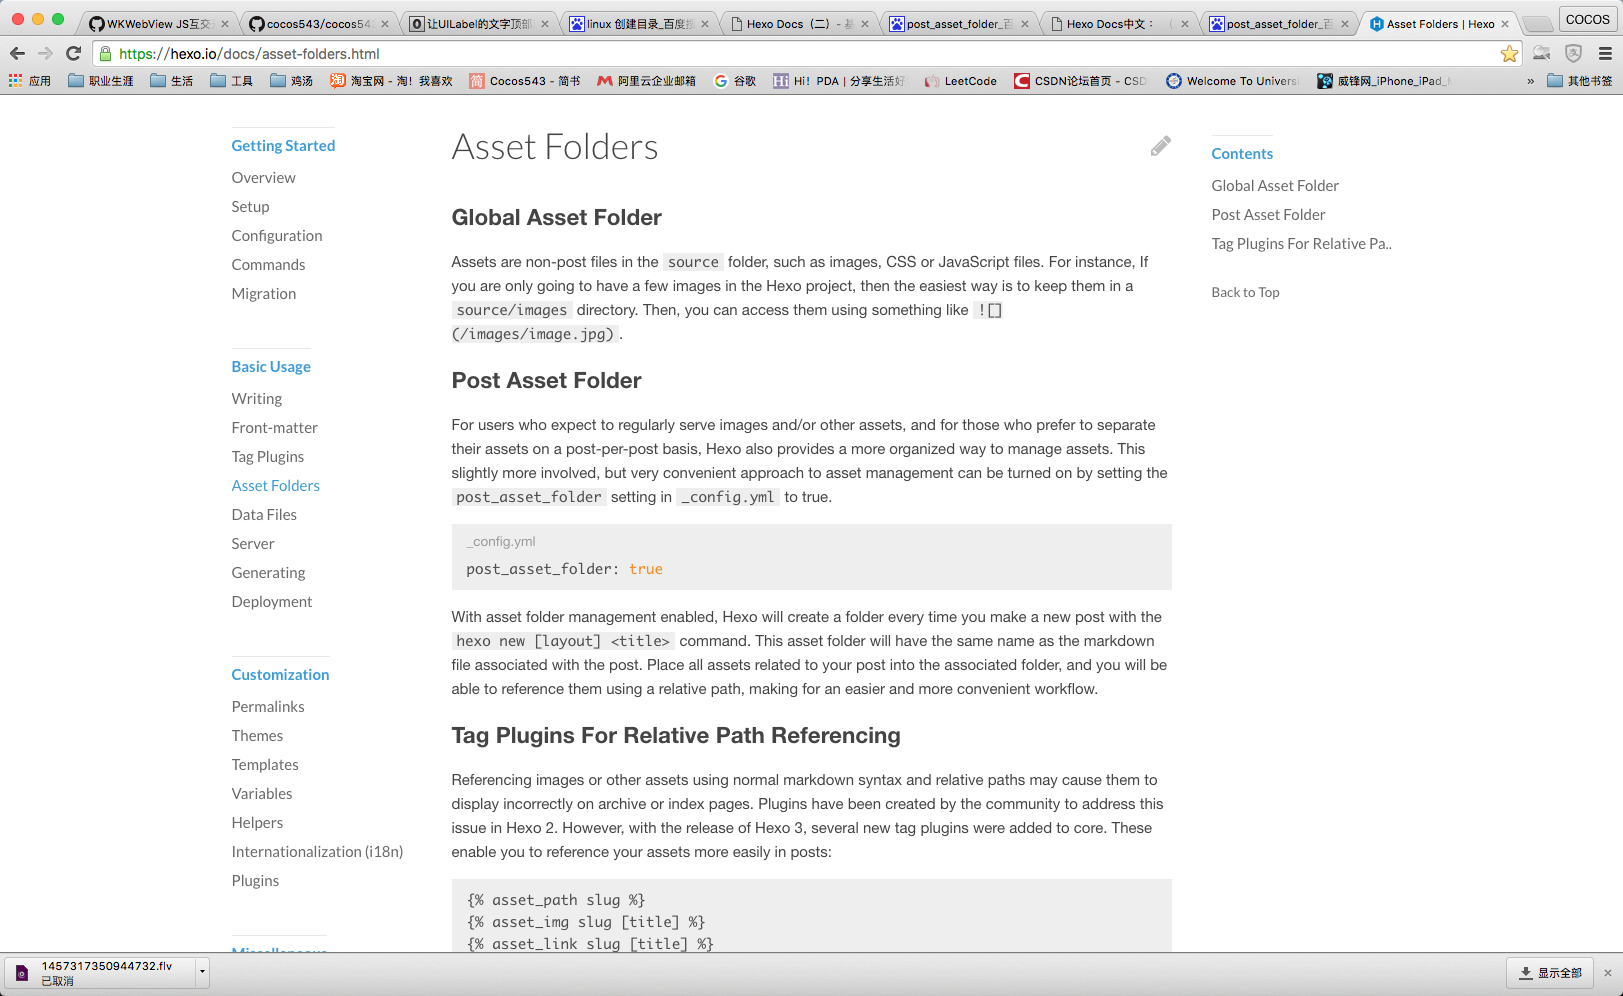 WKWebView JS交互
cocos543/cocos54
让UILabel的文字顶部
linux 创建目录_百度
Hexo Docs（二）- 基
post_asset_folder_百
Hexo Docs中文：
post_asset_folder_百
Asset Folders | Hexo
COCOS
https://hexo.io/docs/asset-folders.html
应用
职业生涯
生活
工具
鸡汤
淘宝网 - 淘！我喜欢
Cocos543 - 简书
阿里云企业邮箱
谷歌
Hi！PDA | 分享生活好
LeetCode
CSDN论坛首页 - CSD
Welcome To Univers
威锋网_iPhone_iPad_
»
其他书签
Getting Started
Overview
Setup
Configuration
Commands
Migration
Basic Usage
Writing
Front-matter
Tag Plugins
Asset Folders
Data Files
Server
Generating
Deployment
Customization
Permalinks
Themes
Templates
Variables
Helpers
Internationalization (i18n)
Plugins
Miscellaneous
Asset Folders
Global Asset Folder
Assets are non-post files in the source folder, such as images, CSS or JavaScript files. For instance, If
you are only going to have a few images in the Hexo project, then the easiest way is to keep them in a
source/images directory. Then, you can access them using something like ![]
(/images/image.jpg).
Post Asset Folder
For users who expect to regularly serve images and/or other assets, and for those who prefer to separate
their assets on a post-per-post basis, Hexo also provides a more organized way to manage assets. This
slightly more involved, but very convenient approach to asset management can be turned on by setting the
post_asset_folder setting in _config.yml to true.
_config.yml
post_asset_folder: true
With asset folder management enabled, Hexo will create a folder every time you make a new post with the
hexo new [layout] <title> command. This asset folder will have the same name as the markdown
file associated with the post. Place all assets related to your post into the associated folder, and you will be
able to reference them using a relative path, making for an easier and more convenient workflow.
Tag Plugins For Relative Path Referencing
Referencing images or other assets using normal markdown syntax and relative paths may cause them to
display incorrectly on archive or index pages. Plugins have been created by the community to address this
issue in Hexo 2. However, with the release of Hexo 3, several new tag plugins were added to core. These
enable you to reference your assets more easily in posts:
{% asset_path slug %}
{% asset_img slug [title] %}
{% asset_link slug [title] %}
Contents
Global Asset Folder
Post Asset Folder
Tag Plugins For Relative Pa..
Back to Top
1457317350944732.flv
已取消
显示全部